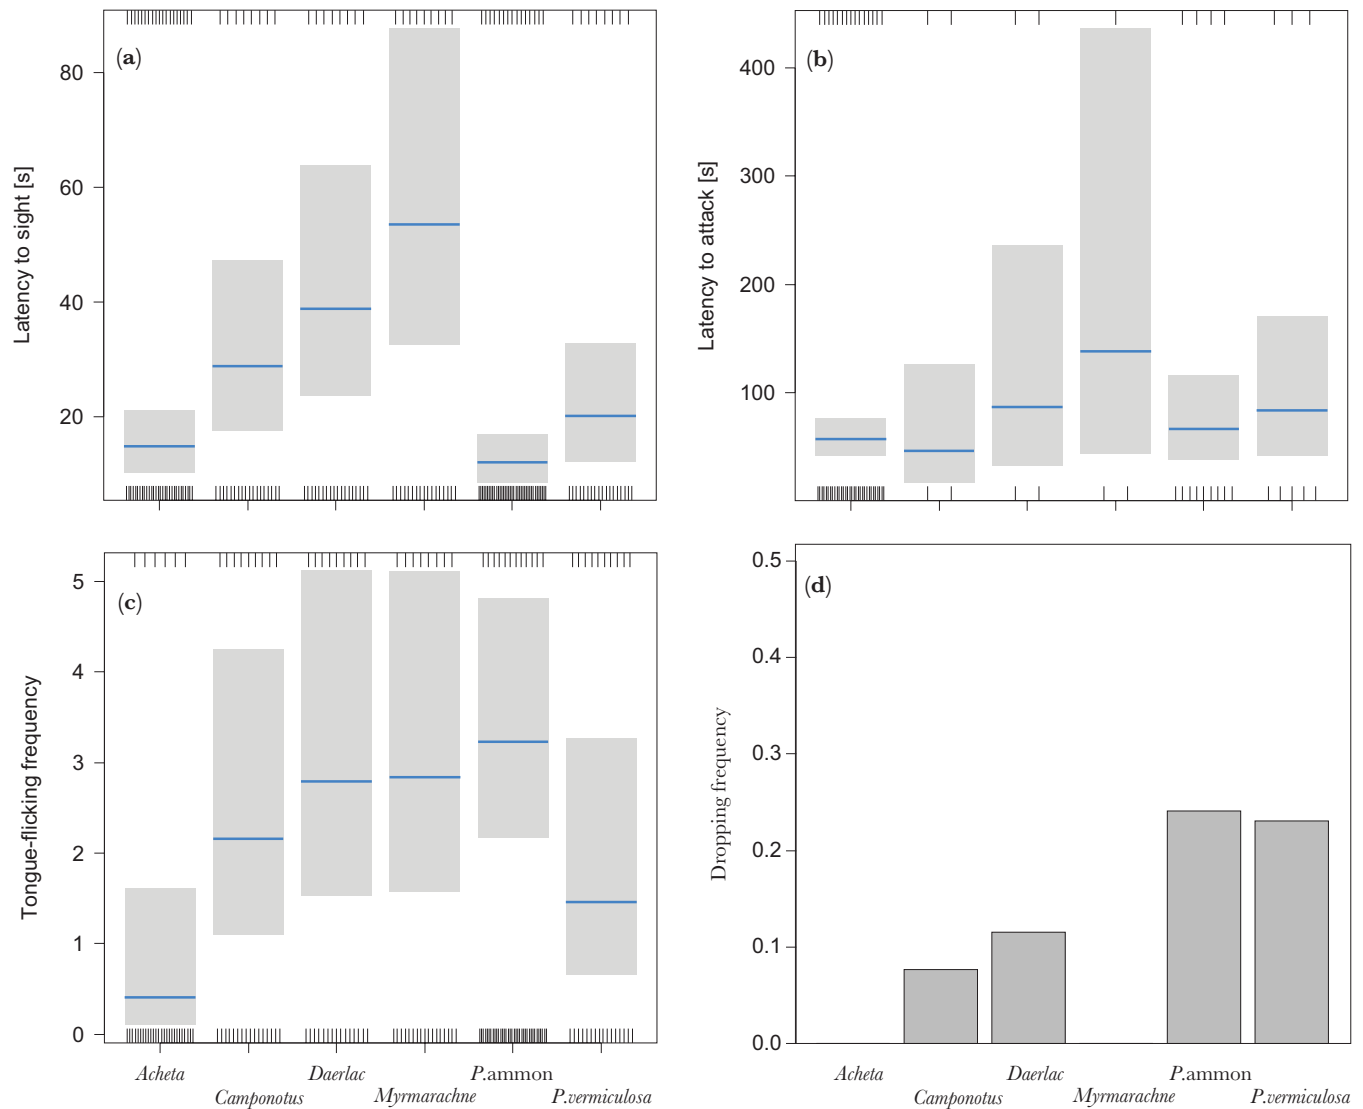 (a)
80
60
40
20
Latency to sight [s]
(b)
400
300
200
100
Latency to attack [s]
(c)
5
4
3
2
1
0
Tongue-flicking frequency
(d)
0.5
0.4
0.3
0.2
0.1
0.0
Dropping frequency
Acheta
Camponotus
Daerlac
Myrmarachne
P.ammon
P.vermiculosa
Acheta
Camponotus
Daerlac
Myrmarachne
P.ammon
P.vermiculosa